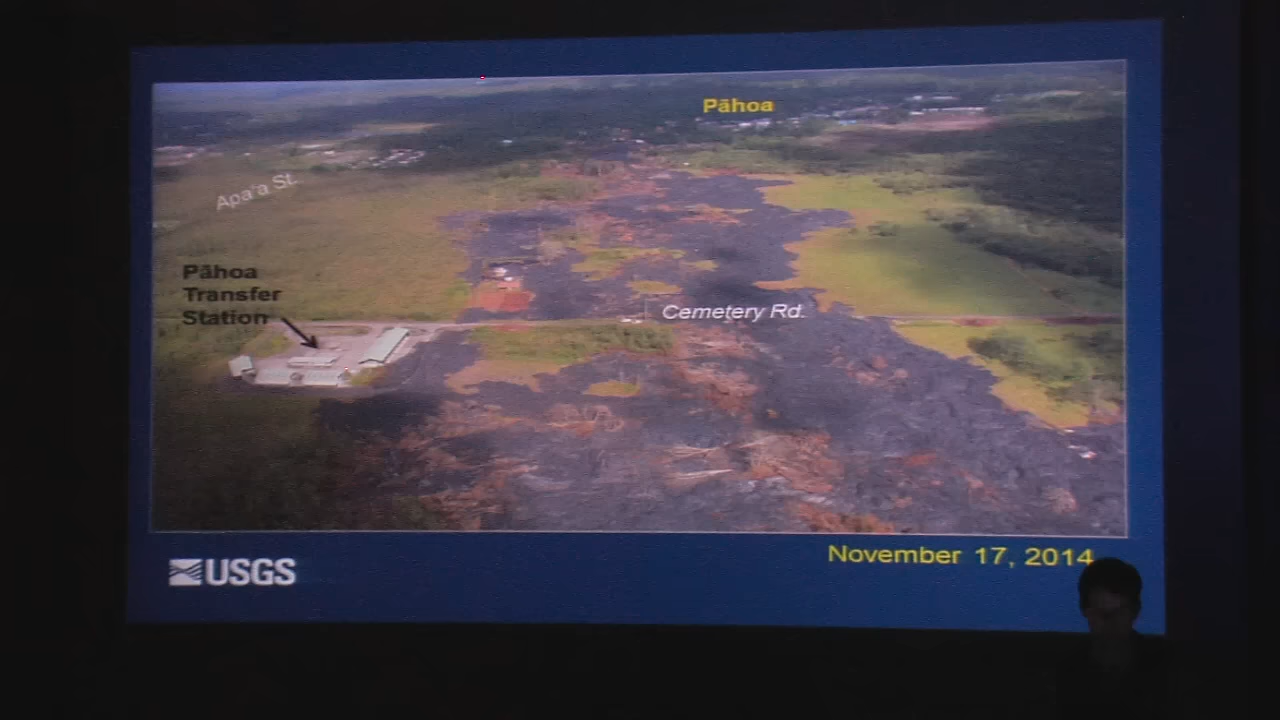 Pāhoa
Apa'a St.
Pāhoa
Transfer
Station
Cemetery Rd.
November 17, 2014
USGS